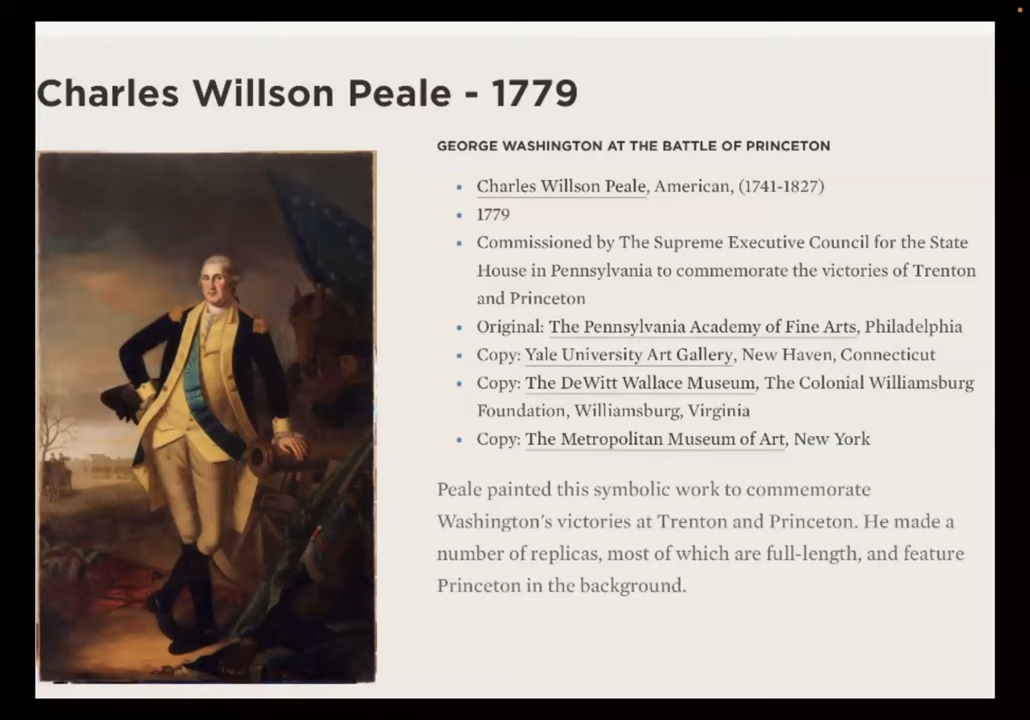 Charles Willson Peale - 1779
GEORGE WASHINGTON AT THE BATTLE OF PRINCETON
• Charles Willson Peale, American, (1741-1827)
• 1779
• Commissioned by The Supreme Executive Council for the State
House in Pennsylvania to commemorate the victories of Trenton
and Princeton
• Original: The Pennsylvania Academy of Fine Arts, Philadelphia
• Copy: Yale University Art Gallery, New Haven, Connecticut
• Copy: The DeWitt Wallace Museum, The Colonial Williamsburg
Foundation, Williamsburg, Virginia
• Copy: The Metropolitan Museum of Art, New York
Peale painted this symbolic work to commemorate
Washington's victories at Trenton and Princeton. He made a
number of replicas, most of which are full-length, and feature
Princeton in the background.